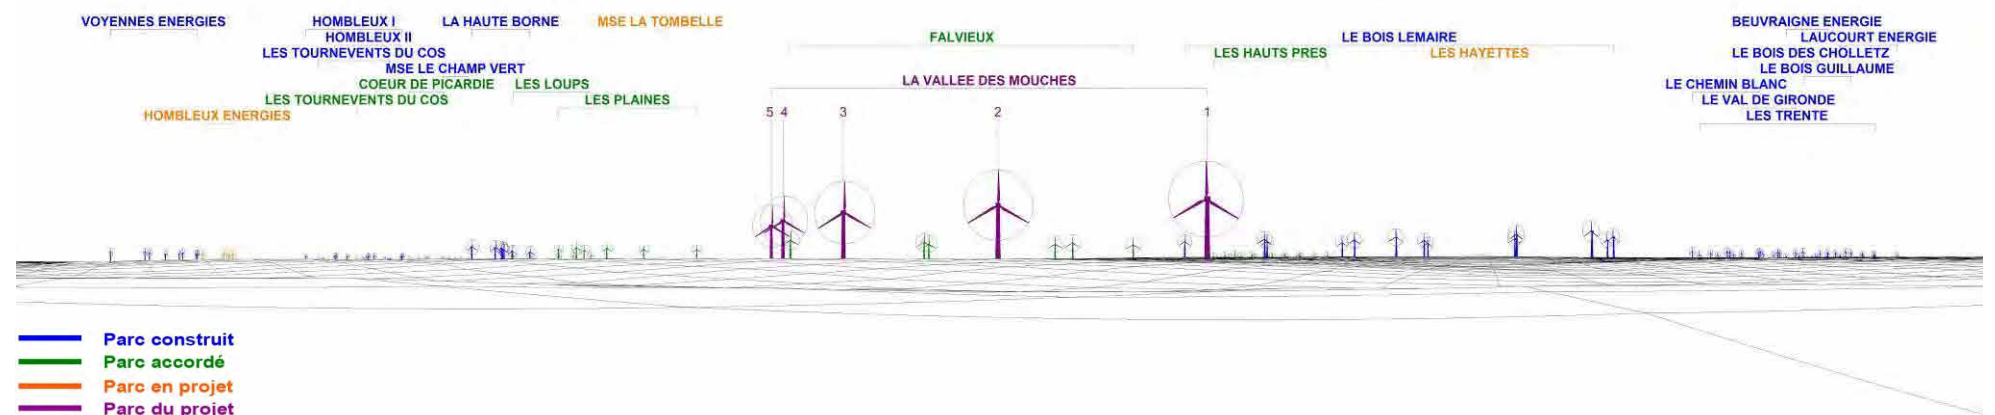 VOYENNES ENERGIES
HOMBLEUX I
LA HAUTE BORNE
MSE LA TOMBELLE
BEUVRAIGNE ENERGIE
HOMBLEUX II
FALVIEUX
LE BOIS LEMAIRE
LAUCOURT ENERGIE
LES TOURNEVENTS DU COS
LES HAUTS PRES
LES HAYETTES
LE BOIS DES CHOLLETZ
MSE LE CHAMP VERT
LE BOIS GUILLAUME
COEUR DE PICARDIE
LES LOUPS
LA VALLEE DES MOUCHES
LE CHEMIN BLANC
LES TOURNEVENTS DU COS
LES PLAINES
LE VAL DE GIRONDE
HOMBLEUX ENERGIES
5 4 3 2 1
LES TRENTE
Parc construit
Parc accordé
Parc en projet
Parc du projet